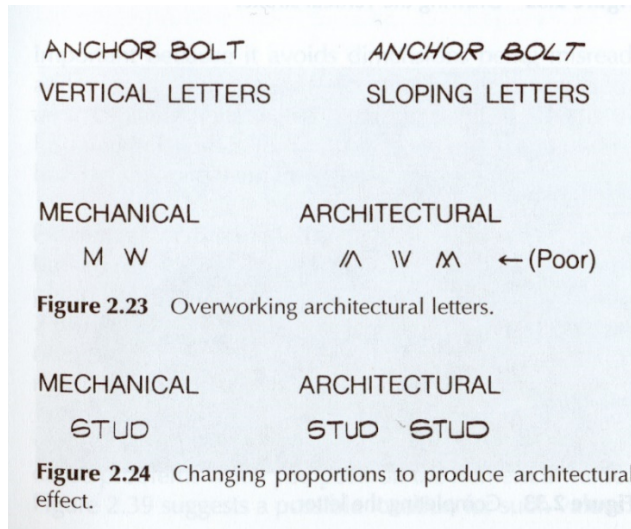 ANCHOR BOLT ANCHOR BOLT
VERTICAL LETTERS SLOPING LETTERS
MECHANICAL ARCHITECTURAL
M W M W M ← (Poor)
Figure 2.23 Overworking architectural letters.
MECHANICAL ARCHITECTURAL
STUD STUD STUD
Figure 2.24 Changing proportions to produce architectural
effect.